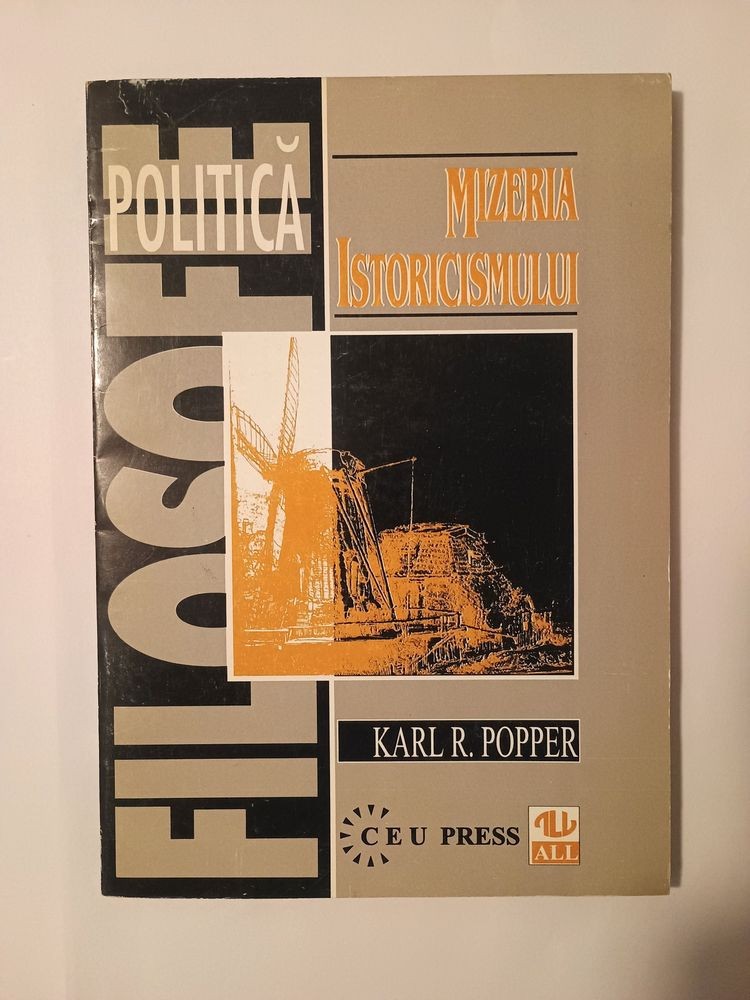 FILOSOFIE
POLITICĂ
MIZERIA
ISTORICISMULUI
KARL R. POPPER
CEU PRESS
ALL